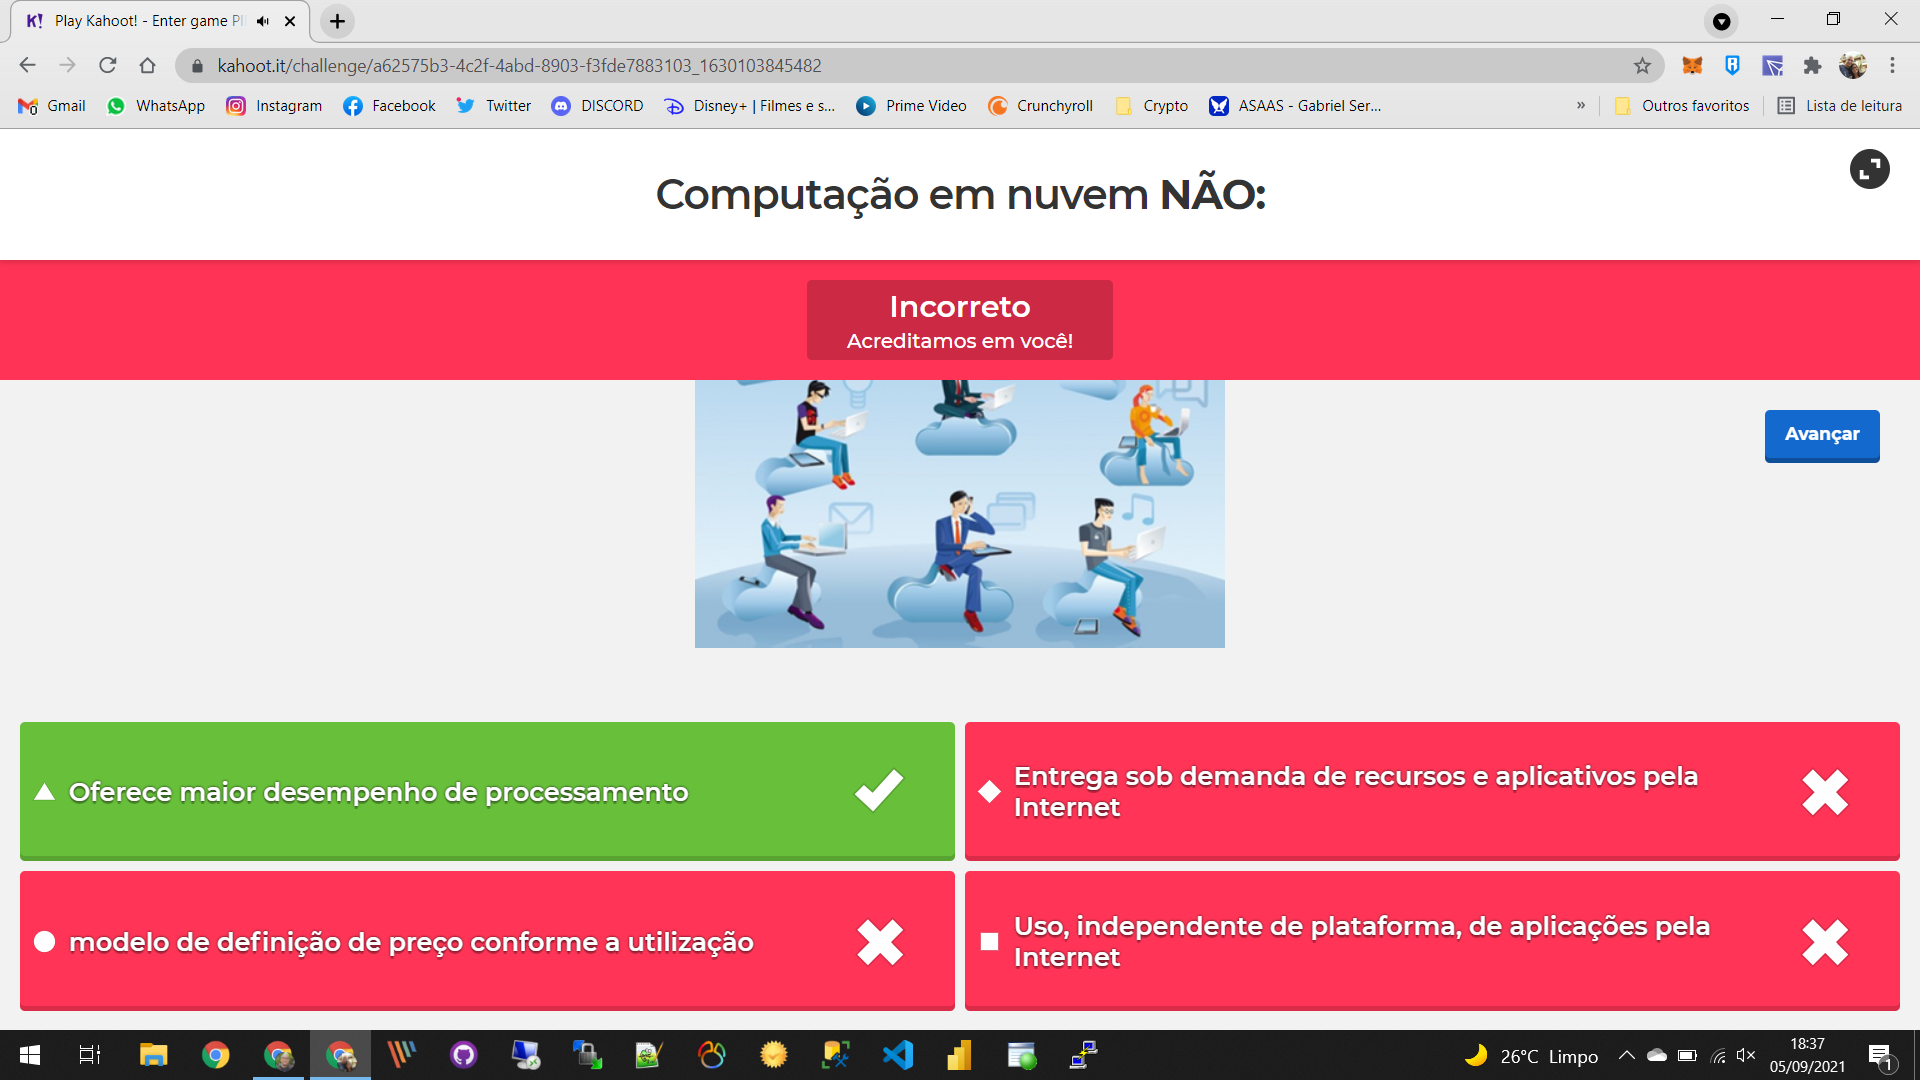 K! Play Kahoot! - Enter game P
kahoot.it/challenge/a62575b3-4c2f-4abd-8903-f3fde7883103_1630103845482
Gmail WhatsApp Instagram Facebook Twitter DISCORD Disney+ | Filmes e s... Prime Video Crunchyroll Crypto ASAAS - Gabriel Ser... » Outros favoritos Lista de leitura
Computação em nuvem NÃO:
Incorreto
Acreditamos em você!
Avançar
Oferece maior desempenho de processamento
Entrega sob demanda de recursos e aplicativos pela
Internet
modelo de definição de preço conforme a utilização
Uso, independente de plataforma, de aplicações pela
Internet
26°C Limpo
18:37
05/09/2021
1